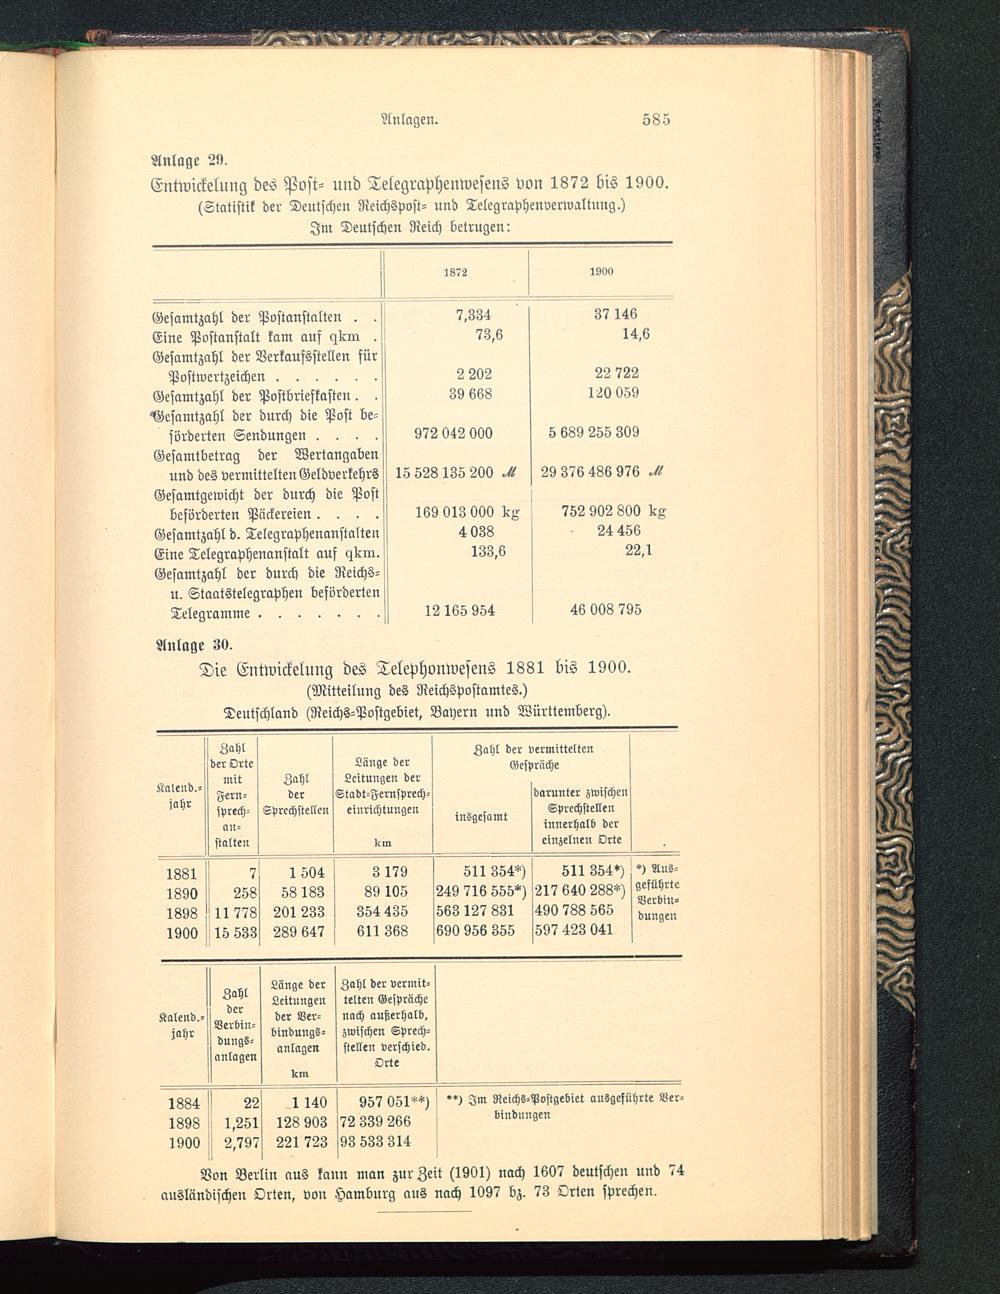 Anlagen. 585
Anlage 29.
Entwickelung des Post- und Telegraphenwesens von 1872 bis 1900.
(Statistik der Deutschen Reichspost- und Telegraphenverwaltung.)
Im Deutschen Reich betrugen:
1872 1900
Gesamtzahl der Postanstalten . . 7,334 37 146
Eine Postanstalt kam auf qkm . 73,6 14,6
Gesamtzahl der Verkaufsstellen für
Postwertzeichen . . . . . . 2 202 22 722
Gesamtzahl der Postbriefkasten . . 39 668 120 059
Gesamtzahl der durch die Post be-
förderten Sendungen . . . . 972 042 000 5 689 255 309
Gesamtbetrag der Wertangaben
und des vermittelten Geldverkehrs 15 528 135 200 ℳ 29 376 486 976 ℳ
Gesamtgewicht der durch die Post
beförderten Päckereien . . . . 169 013 000 kg 752 902 800 kg
Gesamtzahl d. Telegraphenanstalten 4 038 24 456
Eine Telegraphenanstalt auf qkm. 133,6 22,1
Gesamtzahl der durch die Reichs-
u. Staatstelegraphen beförderten
Telegramme . . . . . . . 12 165 954 46 008 795
Anlage 30.
Die Entwickelung des Telephonwesens 1881 bis 1900.
(Mitteilung des Reichspostamtes.)
Deutschland (Reichs-Postgebiet, Bayern und Württemberg).
Kalend.-
jahr
Zahl
der Orte
mit
Fern-
sprech-
an-
stalten
Zahl
der
Sprechstellen
Länge der
Leitungen der
Stadt-Fernsprech-
einrichtungen
km
Zahl der vermittelten
Gespräche
insgesamt
darunter zwischen
Sprechstellen
innerhalb der
einzelnen Orte
1881 7 1 504 3 179 511 354*) 511 354*)
1890 258 58 183 89 105 249 716 555*) 217 640 288*)
1898 11 778 201 233 354 435 563 127 831 490 788 565
1900 15 533 289 647 611 368 690 956 355 597 423 041
*) Aus-
geführte
Verbin-
dungen
Kalend.-
jahr
Zahl
der
Verbin-
dungs-
anlagen
Länge der
Leitungen
der Ver-
bindungs-
anlagen
km
Zahl der vermit-
telten Gespräche
nach außerhalb,
zwischen Sprech-
stellen verschied.
Orte
1884 22 1 140 957 051**)
1898 1,251 128 903 72 339 266
1900 2,797 221 723 93 533 314
**) Im Reichs-Postgebiet ausgeführte Ver-
bindungen
Von Berlin aus kann man zur Zeit (1901) nach 1607 deutschen und 74
ausländischen Orten, von Hamburg aus nach 1097 bz. 73 Orten sprechen.